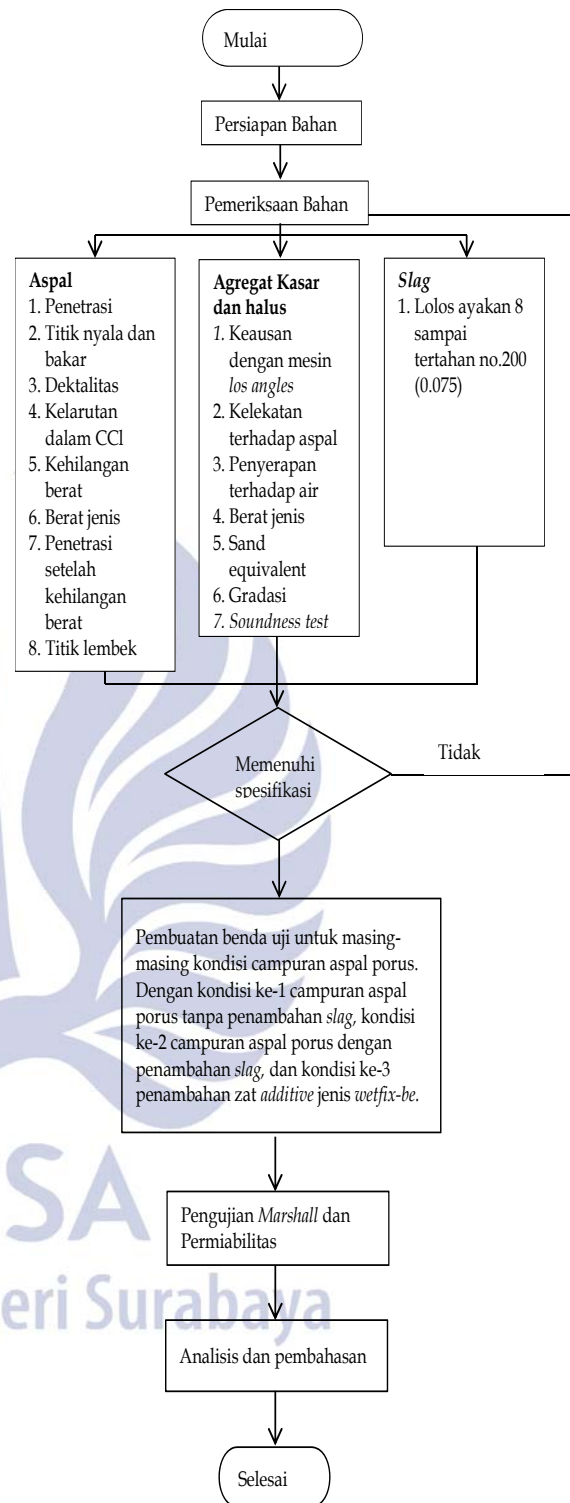 Mulai
Persiapan Bahan
Pemeriksaan Bahan
Aspal
1. Penetrasi
2. Titik nyala dan
bakar
3. Dektalitas
4. Kelarutan
dalam CCl
5. Kehilangan
berat
6. Berat jenis
7. Penetrasi
setelah
kehilangan
berat
8. Titik lembek
Agregat Kasar
dan halus
1. Keausan
dengan mesin
los angles
2. Kelekatan
terhadap aspal
3. Penyerapan
terhadap air
4. Berat jenis
5. Sand
equivalent
6. Gradasi
7. Soundness test
Slag
1. Lolos ayakan 8
sampai
tertahan no.200
(0.075)
Memenuhi
spesifikasi
Tidak
Pembuatan benda uji untuk masing-
masing kondisi campuran aspal porus.
Dengan kondisi ke-1 campuran aspal
porus tanpa penambahan slag, kondisi
ke-2 campuran aspal porus dengan
penambahan slag, dan kondisi ke-3
penambahan zat additive jenis wetfix-be.
SA
Pengujian Marshall dan
Permiabilitas
eri Surabaya
Analisis dan pembahasan
Selesai